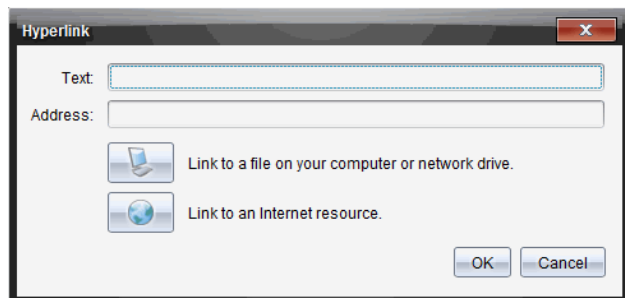 Hyperlink
Text:
Address:
Link to a file on your computer or network drive.
Link to an Internet resource.
OK Cancel